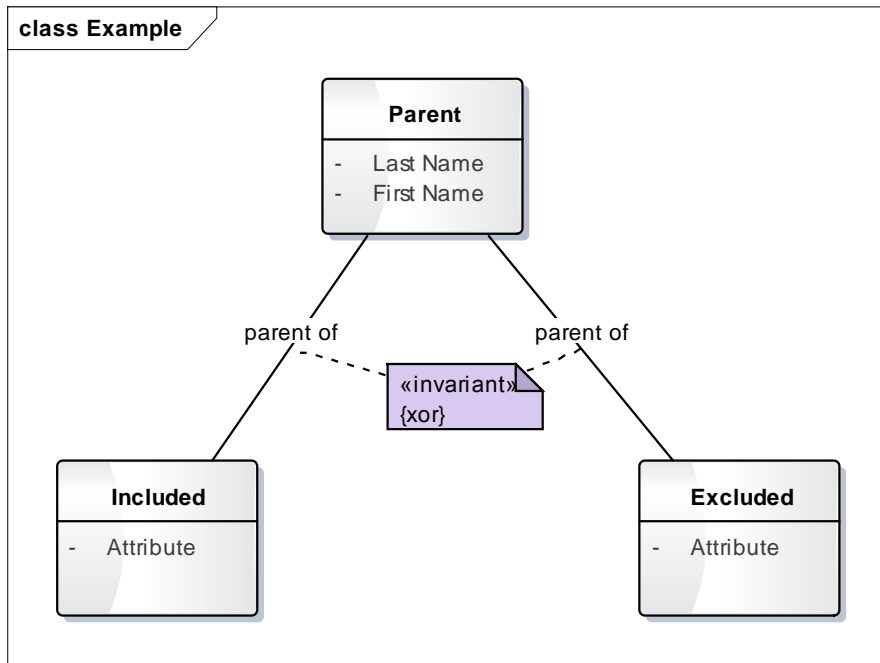 class Example
Parent
- Last Name
- First Name
parent of
parent of
«invariant»
{xor}
Included
- Attribute
Excluded
- Attribute